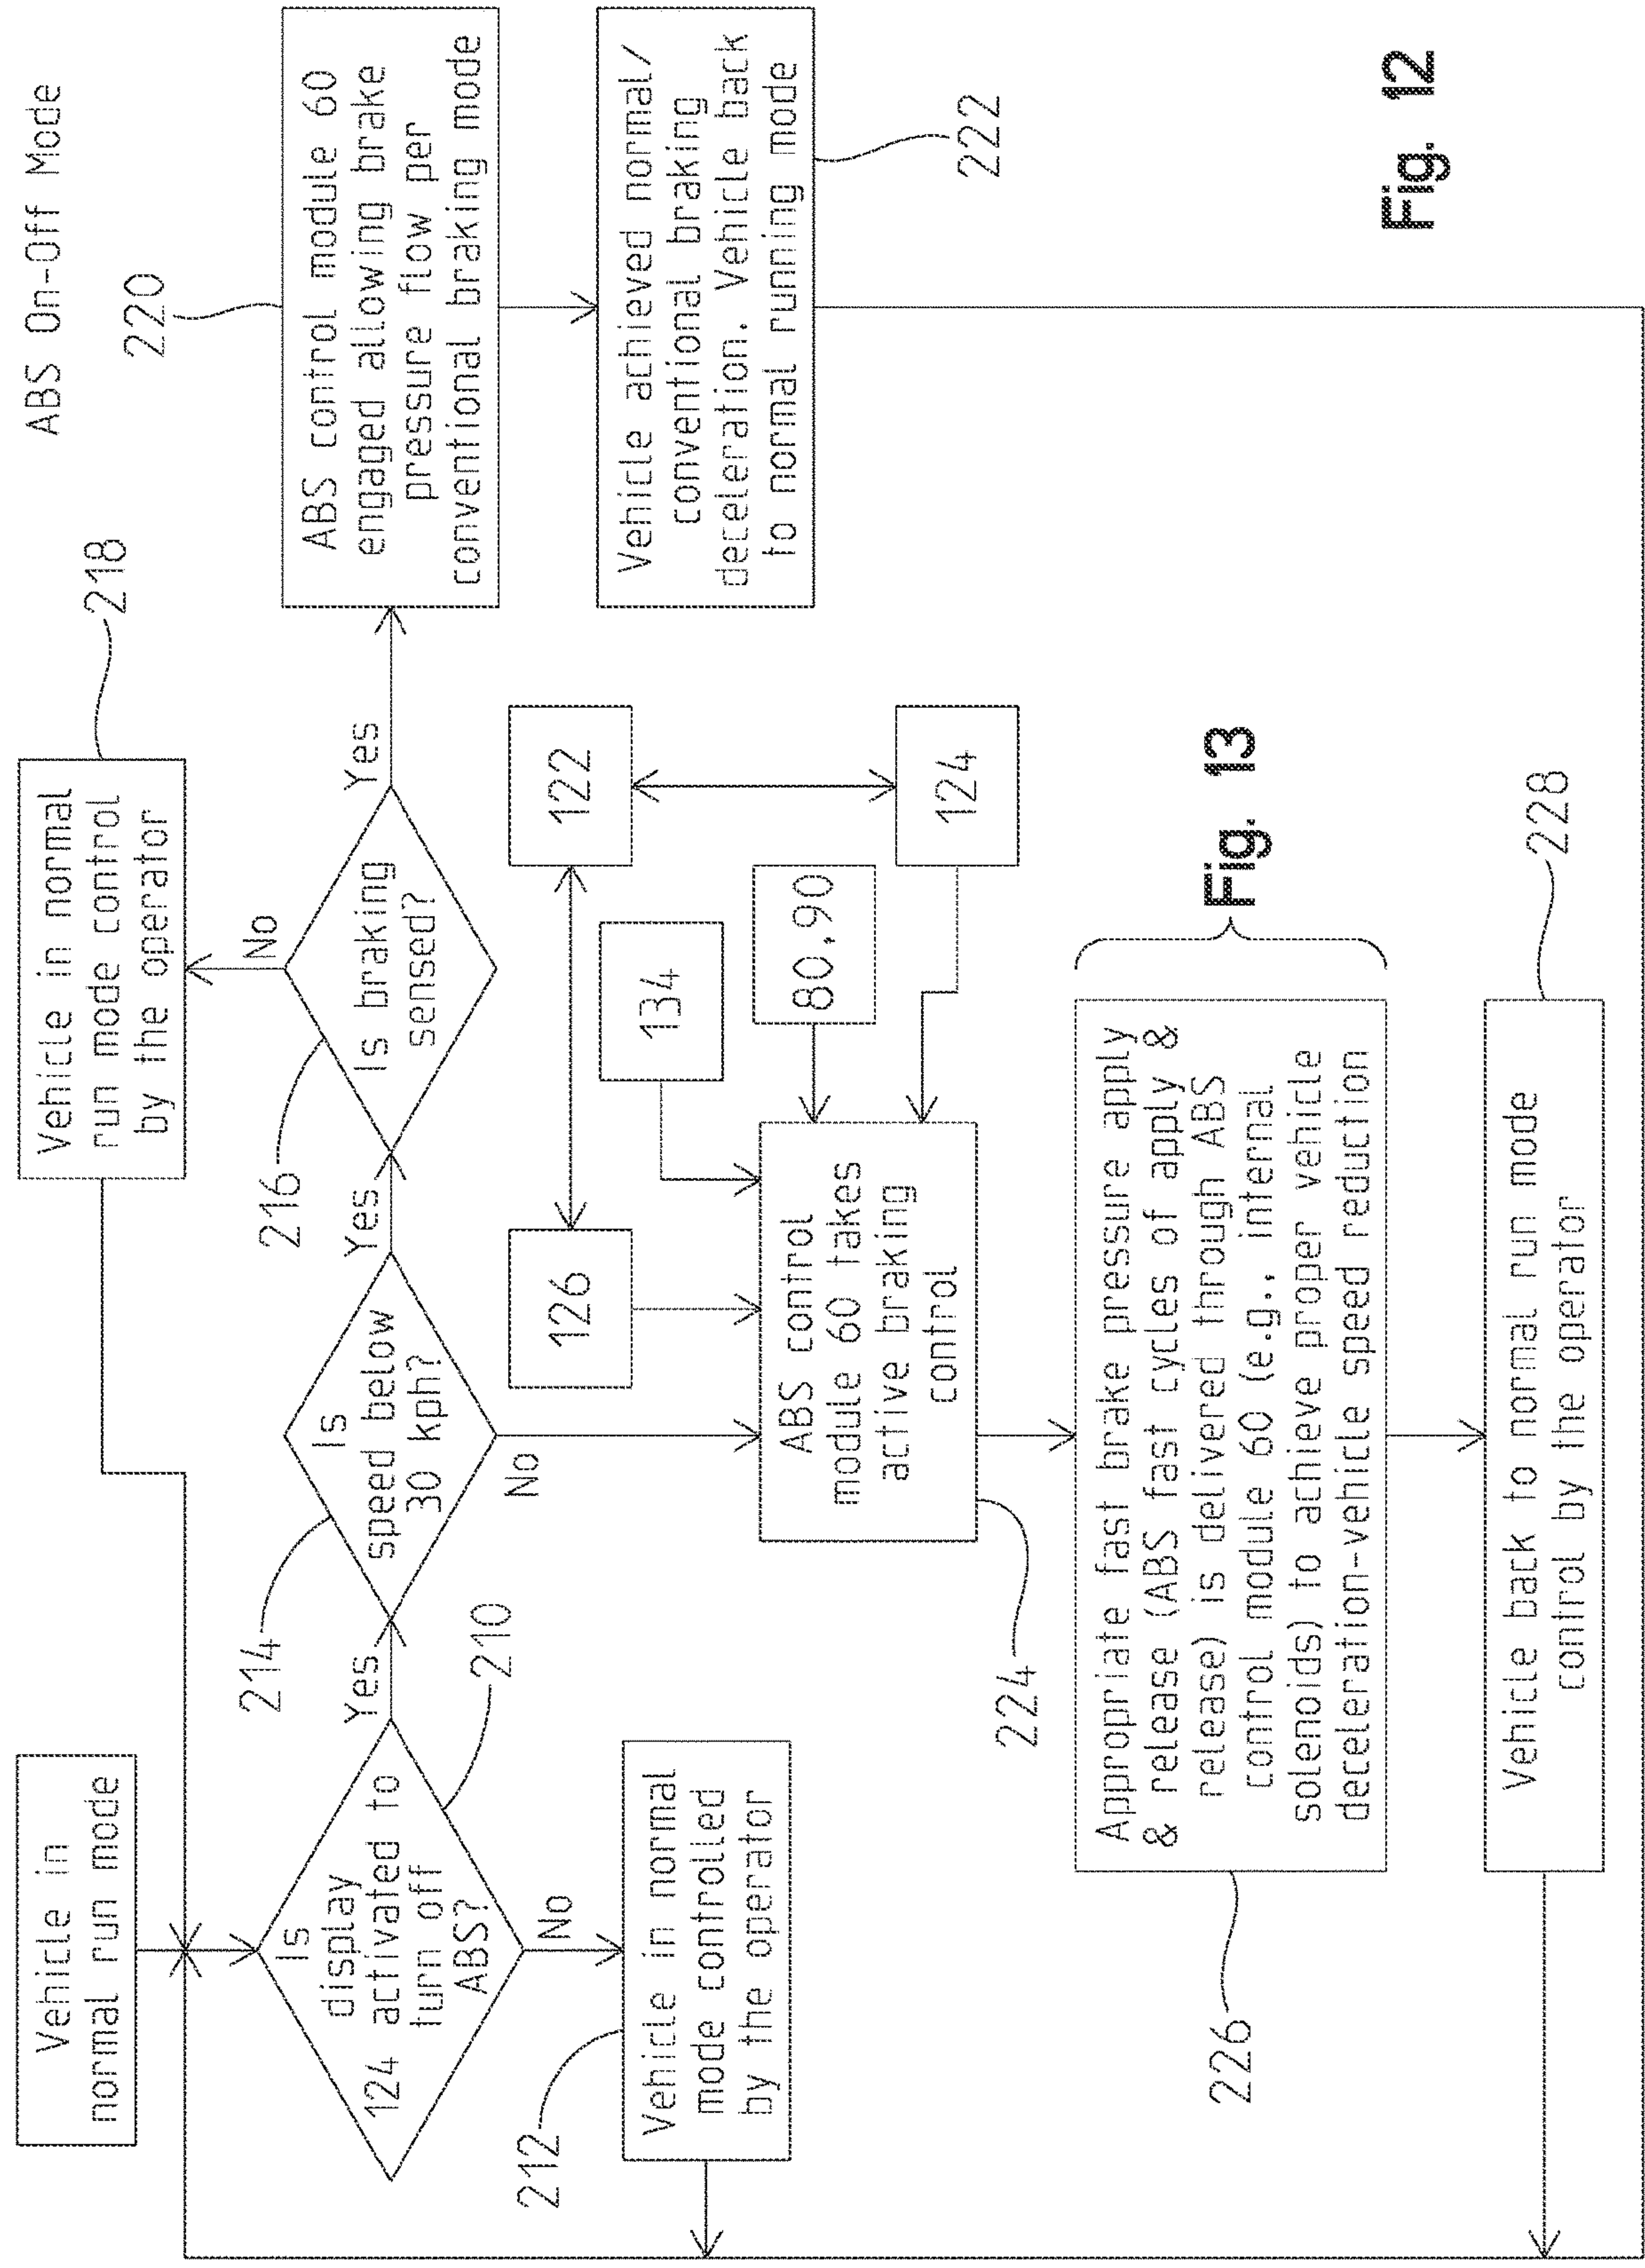 ABS On-Off Mode
Vehicle in
normal run mode
Is
display
124 activated to
turn off
ABS?
210
No
Yes
212
Vehicle in normal
mode controlled
by the operator
214
Is
speed below
30 kph?
Yes
No
216
Is braking
sensed?
No
Yes
218
Vehicle in normal
run mode control
by the operator
220
ABS control module 60
engaged allowing brake
pressure flow per
conventional braking mode
Vehicle achieved normal/
conventional braking
deceleration. Vehicle back
to normal running mode
222
126
122
134
80,90
124
ABS control
module 60 takes
active braking
control
224
Appropriate fast brake pressure apply
& release (ABS fast cycles of apply &
release) is delivered through ABS
control module 60 (e.g., internal
solenoids) to achieve proper vehicle
deceleration-vehicle speed reduction
226
Fig. 13
Vehicle back to normal run mode
control by the operator
228
Fig. 12